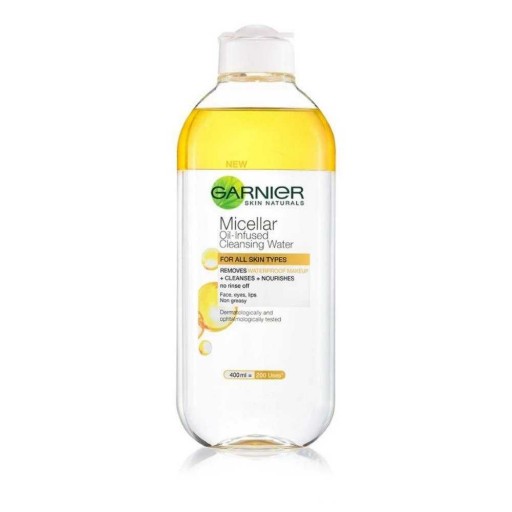 NEW
GARNIER
SKIN NATURALS
Micellar
Oil-Infused
Cleansing Water
FOR ALL SKIN TYPES
REMOVES WATERPROOF MAKEUP
+ CLEANSES + NOURISHES
no rinse off
Face, eyes, lips
Non greasy
Dermatologically and
ophtalmologically tested
400ml = 200 Uses*